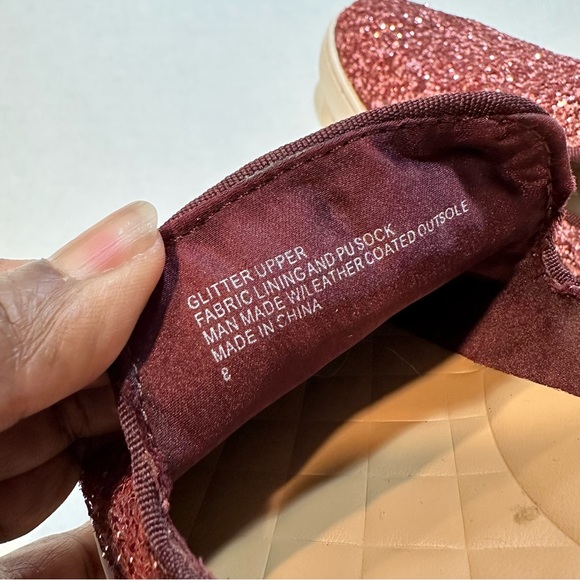 GLITTER UPPER
FABRIC LINING AND PU SOCK
MAN MADE W/LEATHER COATED OUTSOLE
MADE IN CHINA
8